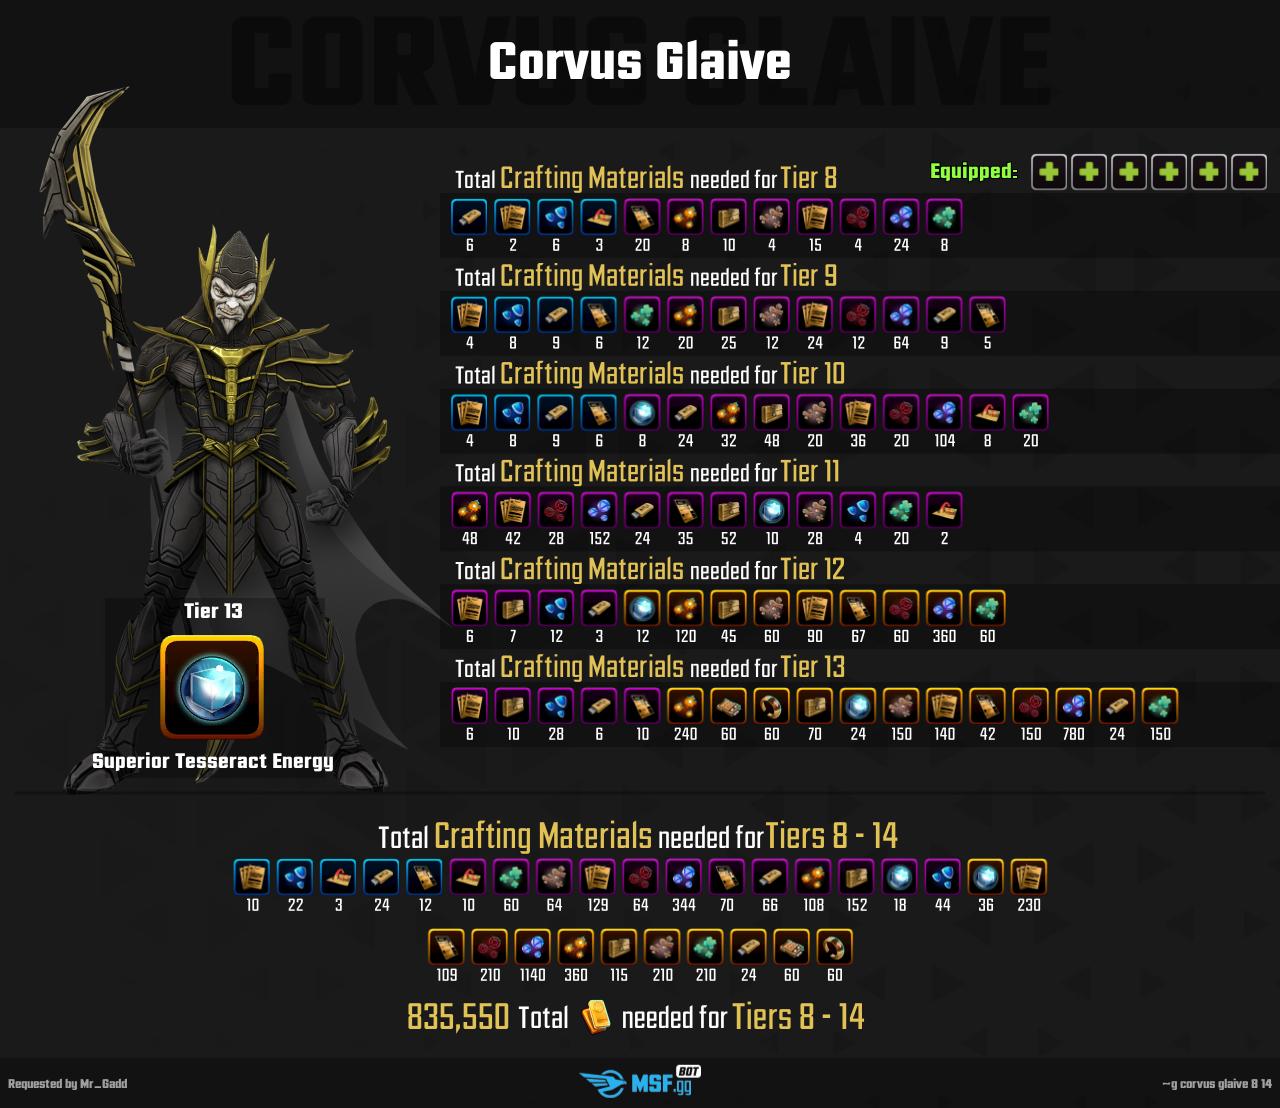 CORVUS GLAIVE
Corvus Glaive
Equipped:
Total Crafting Materials needed for Tier 8
6 2 6 3 20 8 10 4 15 4 24 8
Total Crafting Materials needed for Tier 9
4 8 9 6 12 20 25 12 24 12 64 9 5
Total Crafting Materials needed for Tier 10
4 8 9 6 8 24 32 48 20 36 20 104 8 20
Total Crafting Materials needed for Tier 11
48 42 28 152 24 35 52 10 28 4 20 2
Total Crafting Materials needed for Tier 12
6 7 12 3 12 120 45 60 90 67 60 360 60
Total Crafting Materials needed for Tier 13
6 10 28 6 10 240 60 60 70 24 150 140 42 150 780 24 150
Tier 13
Superior Tesseract Energy
Total Crafting Materials needed for Tiers 8 - 14
10 22 3 24 12 10 60 64 129 64 344 70 66 108 152 18 44 36 230
109 210 1140 360 115 210 210 24 60 60
835,550 Total needed for Tiers 8 - 14
Requested by Mr_Gadd
MSF.gg BOT
~g corvus glaive 8 14